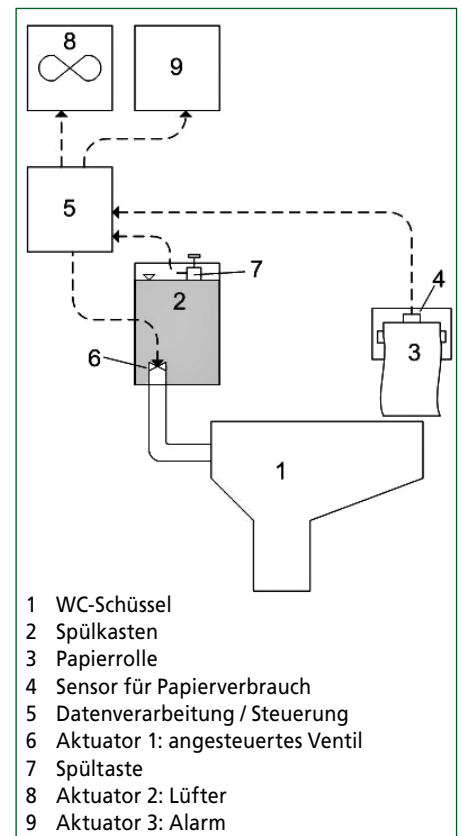 8
9
5
7
4
2
3
6
1
1 WC-Schüssel
2 Spülkasten
3 Papierrolle
4 Sensor für Papierverbrauch
5 Datenverarbeitung / Steuerung
6 Aktuator 1: angesteuertes Ventil
7 Spültaste
8 Aktuator 2: Lüfter
9 Aktuator 3: Alarm